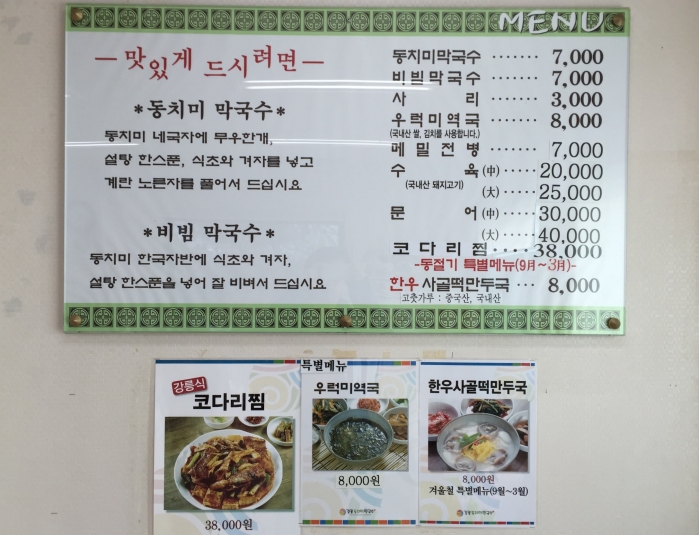 MENU
맛있게 드시려면
*동치미 막국수*
동치미 네국자에 무우한개,
설탕 한스푼, 식초와 겨자를 넣고
계란 노른자를 풀어서 드십시요
*비빔 막국수*
동치미 한국자반에 식초와 겨자,
설탕 한스푼을 넣어 잘 비벼서 드십시요
동치미막국수 ······· 7,000
비빔막국수 ······· 7,000
사 리 ······· 3,000
우럭미역국 ······· 8,000
(국내산 쌀, 김치를 사용합니다.)
메밀전병 ······ 7,000
수 육 (中) ····· 20,000
(국내산 돼지고기)
(大) ····· 25,000
문 어 (中) ····· 30,000
(大) ····· 40,000
코다리찜 ···· 38,000
-동절기 특별메뉴(9月~3月)-
한우 사골떡만두국 ··· 8,000
고춧가루 : 중국산, 국내산
강릉식
코다리찜
38,000원
특별메뉴
우럭미역국
8,000원
한우사골떡만두국
8,000원
겨울철 특별메뉴(9월~3월)